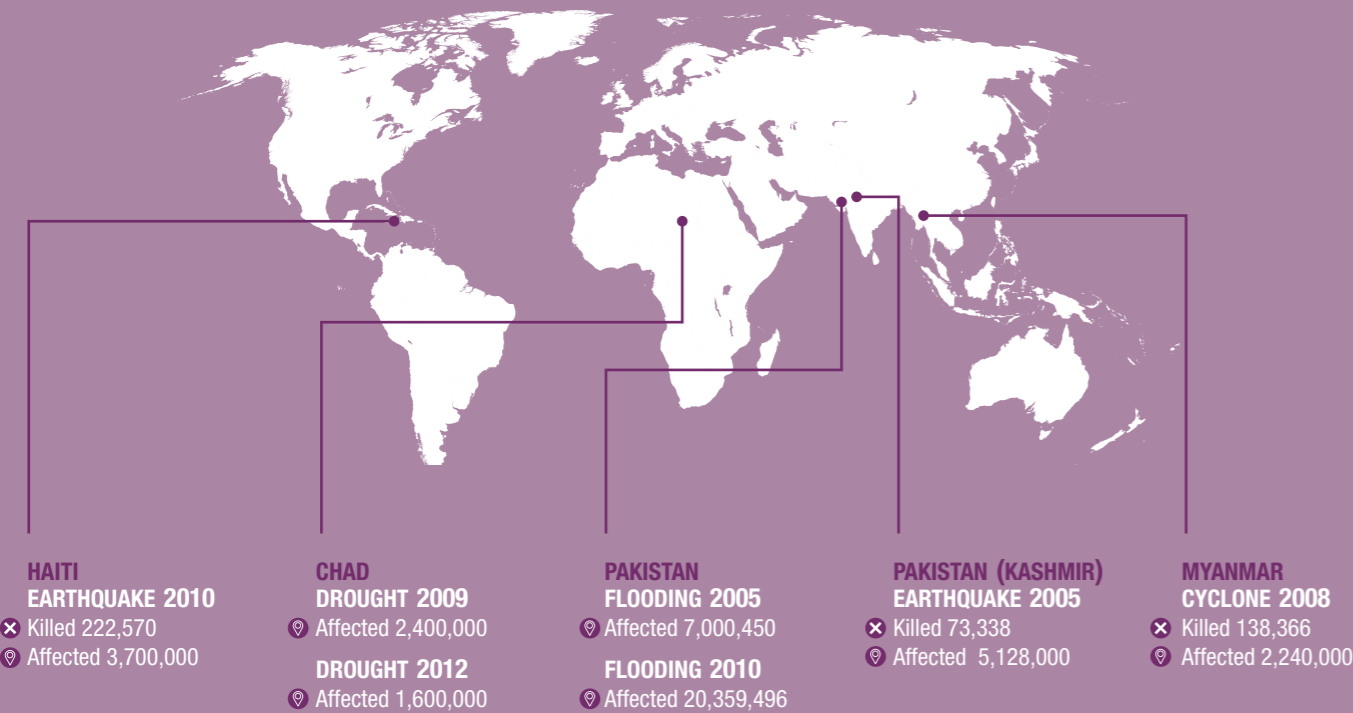 HAITI
EARTHQUAKE 2010
Killed 222,570
Affected 3,700,000
CHAD
DROUGHT 2009
Affected 2,400,000
DROUGHT 2012
Affected 1,600,000
PAKISTAN
FLOODING 2005
Affected 7,000,450
FLOODING 2010
Affected 20,359,496
PAKISTAN (KASHMIR)
EARTHQUAKE 2005
Killed 73,338
Affected 5,128,000
MYANMAR
CYCLONE 2008
Killed 138,366
Affected 2,240,000